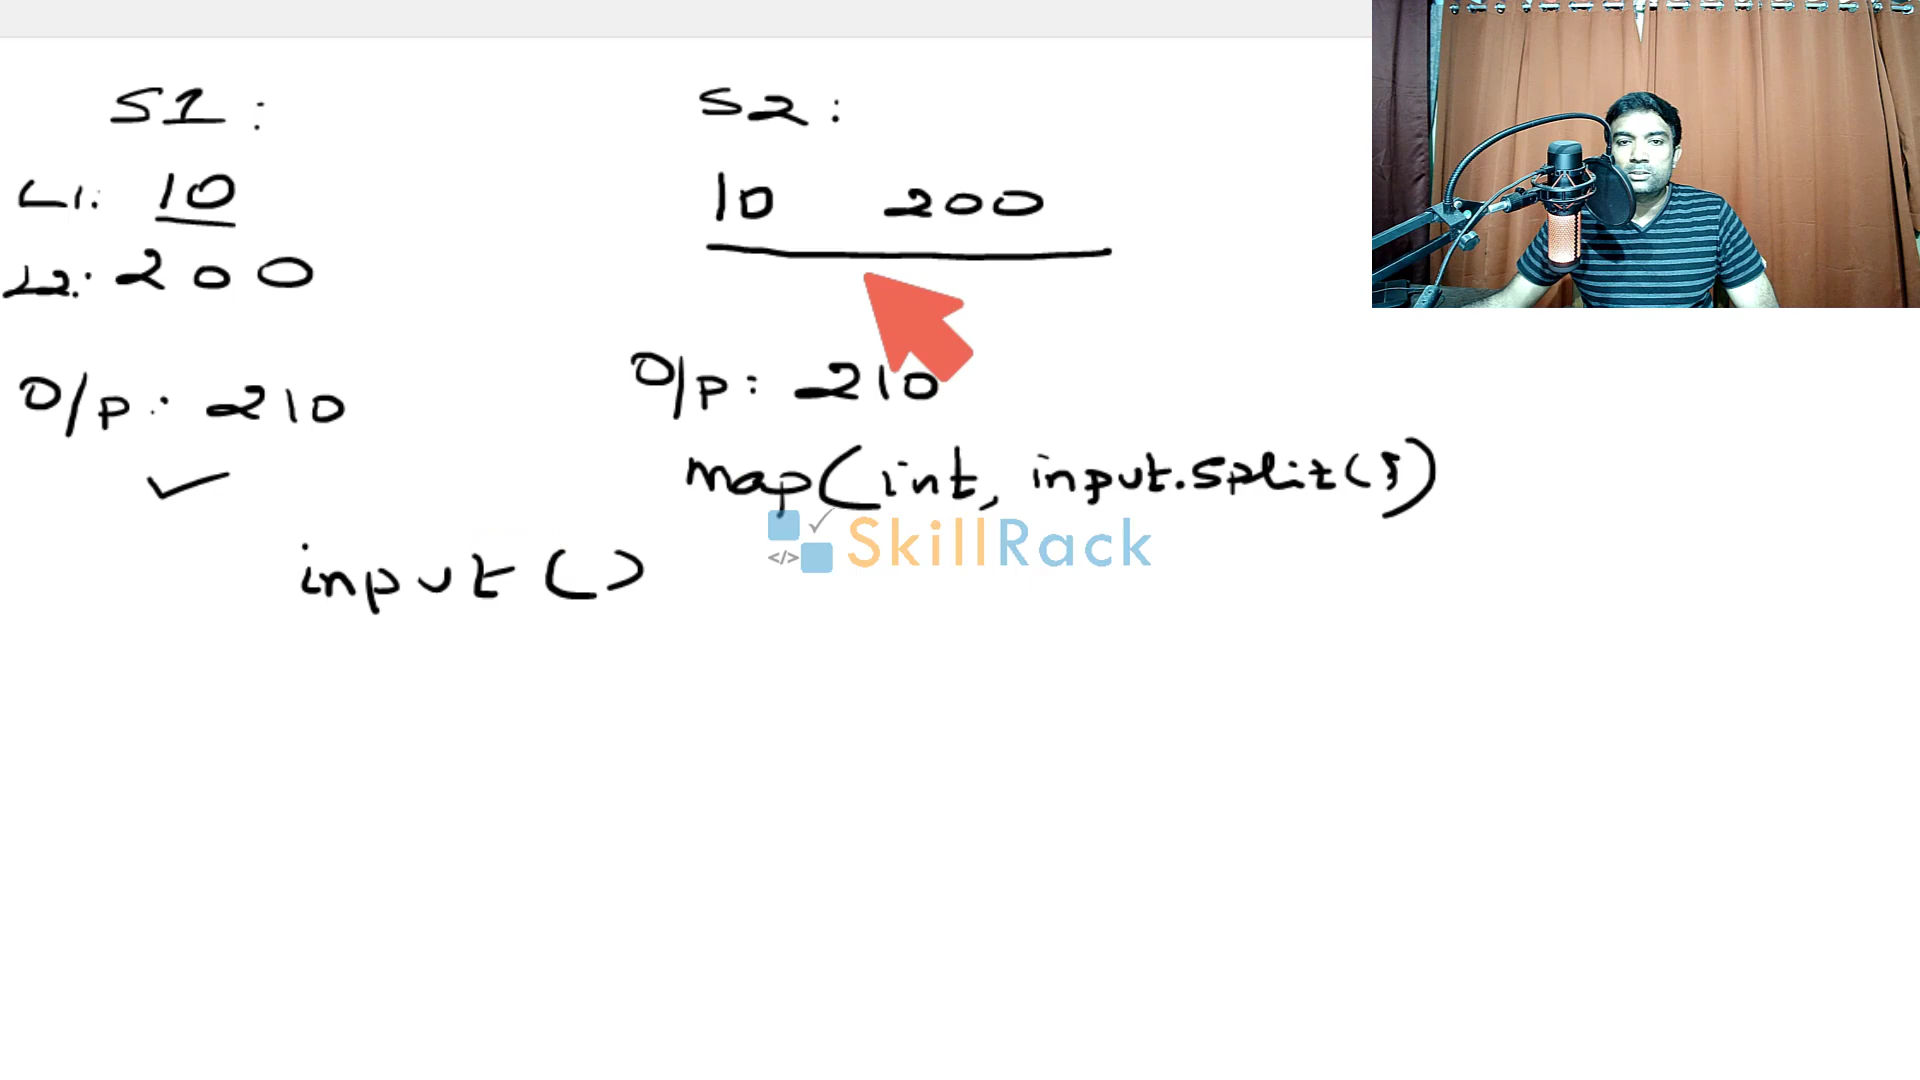 S1:
L1: 10
L2: 200
O/P: 210
S2:
10 200
O/P: 210
map(int, input.split())
SkillRack
input()